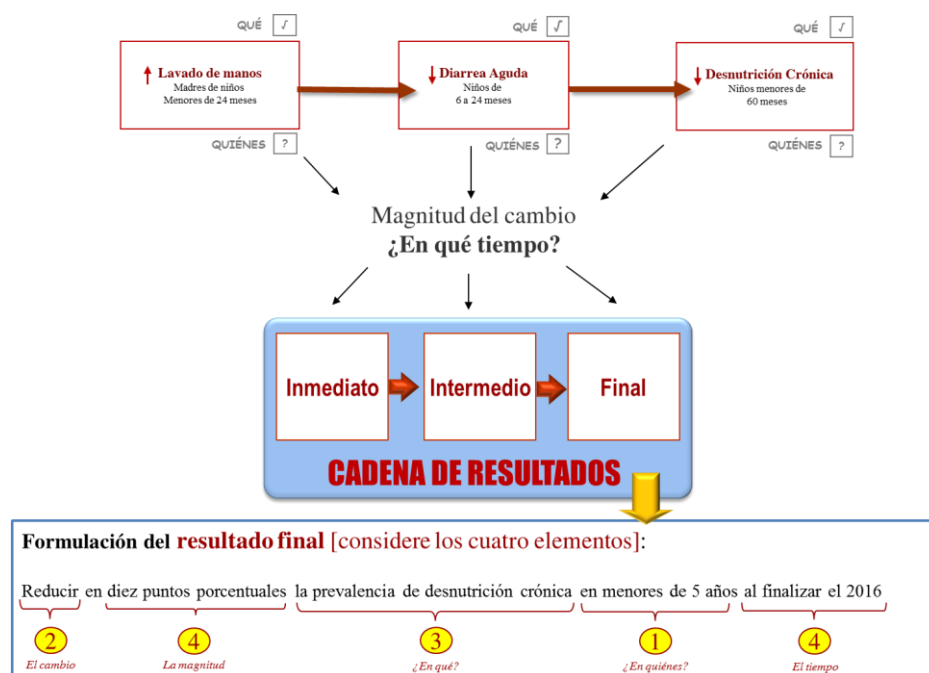 QUÉ √
QUÉ √
QUÉ √
Lavado de manos
Madres de niños
Menores de 24 meses
Diarrea Aguda
Niños de
6 a 24 meses
Desnutrición Crónica
Niños menores de
60 meses
QUIÉNES ?
QUIÉNES ?
QUIÉNES ?
Magnitud del cambio
¿En qué tiempo?
Inmediato
Intermedio
Final
CADENA DE RESULTADOS
Formulación del resultado final [considere los cuatro elementos]:
Reducir en diez puntos porcentuales la prevalencia de desnutrición crónica en menores de 5 años al finalizar el 2016
2 4 3 1 4
El cambio La magnitud ¿En qué? ¿En quiénes? El tiempo